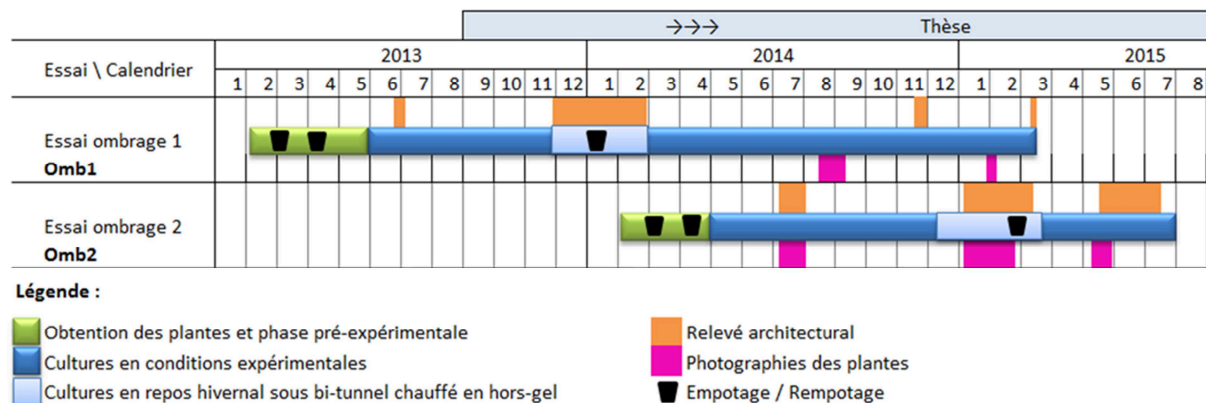 →→→ Thèse
Essai \ Calendrier 2013 2014 2015
1 2 3 4 5 6 7 8 9 10 11 12 1 2 3 4 5 6 7 8 9 10 11 12 1 2 3 4 5 6 7 8
Essai ombrage 1
Omb1
Essai ombrage 2
Omb2
Légende :
Obtention des plantes et phase pré-expérimentale
Relevé architectural
Cultures en conditions expérimentales
Photographies des plantes
Cultures en repos hivernal sous bi-tunnel chauffé en hors-gel
Empotage / Rempotage